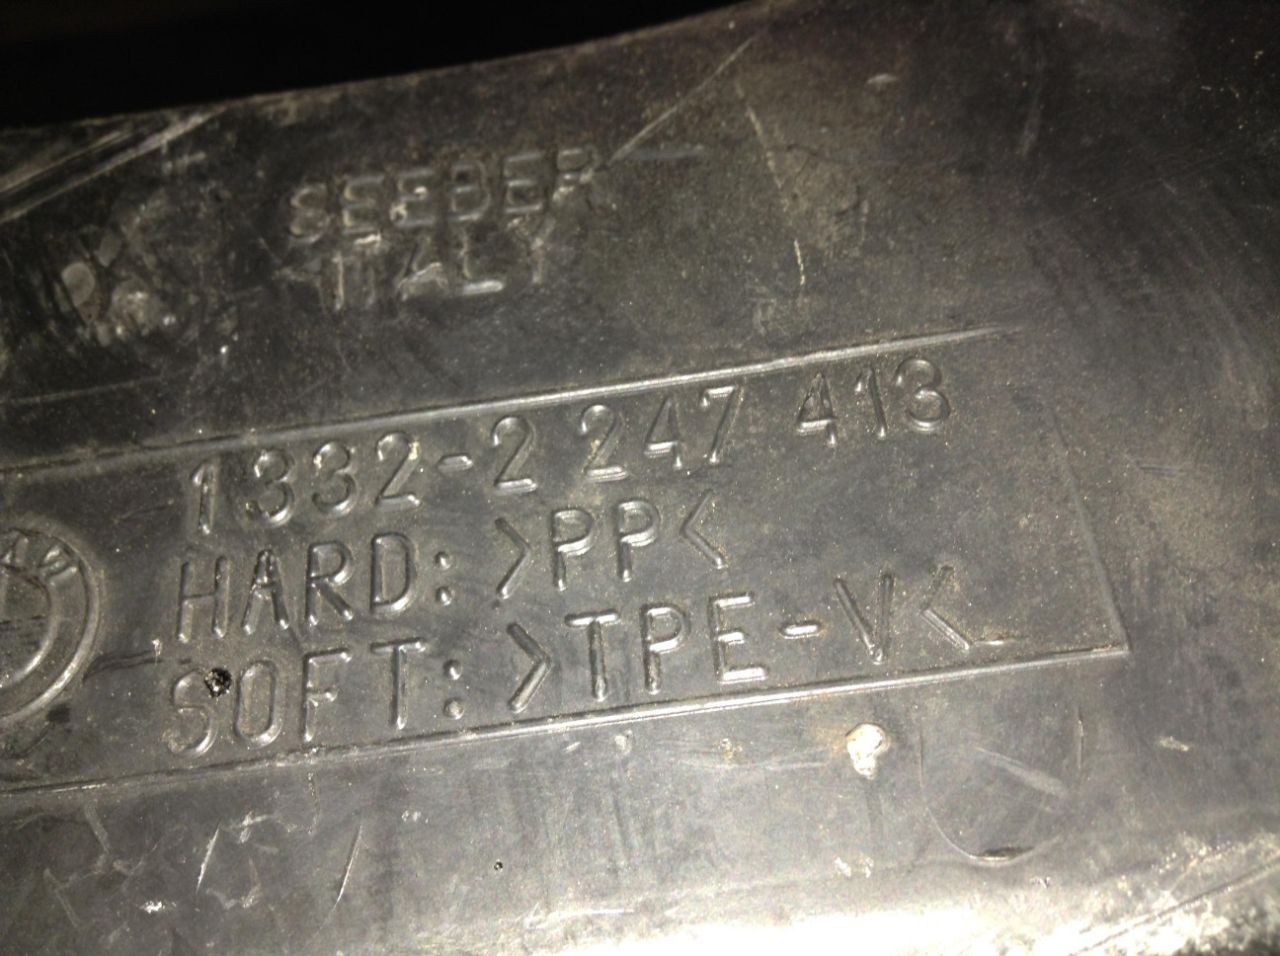 SEEBER
ITALY
1332-2 247 413
HARD: >PP<
SOFT: >TPE-V<